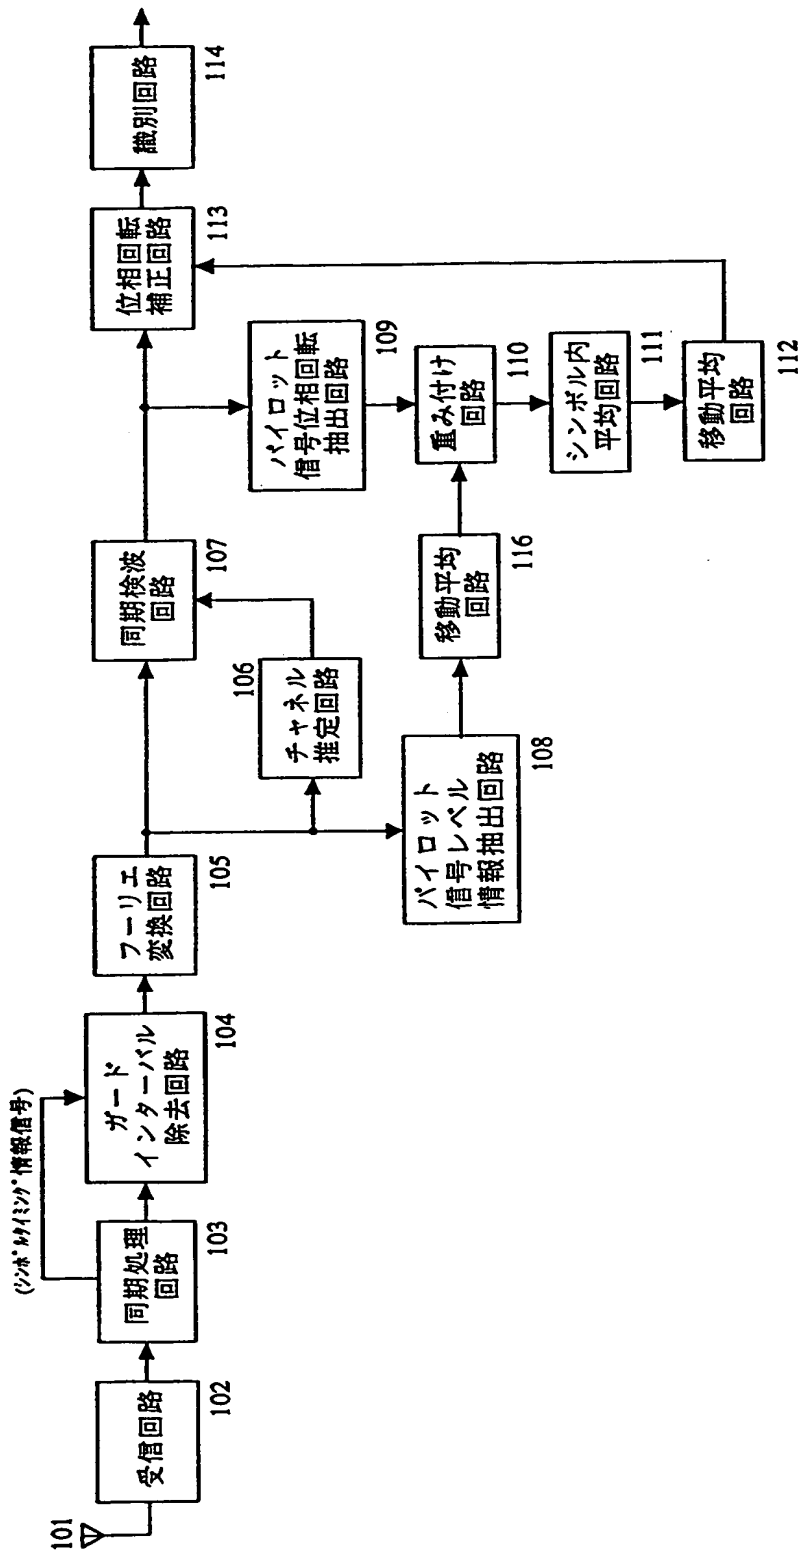 101
受信回路
102
同期処理
回路
103
(シンボルタイミング情報信号)
ガード
インターバル
除去回路
104
フーリエ
変換回路
105
チャネル
推定回路
106
同期検波
回路
107
パイロット
信号レベル
情報抽出回路
108
移動平均
回路
116
パイロット
信号位相回転
抽出回路
109
重み付け
回路
110
シンボル内
平均回路
111
移動平均
回路
112
位相回転
補正回路
113
識別回路
114